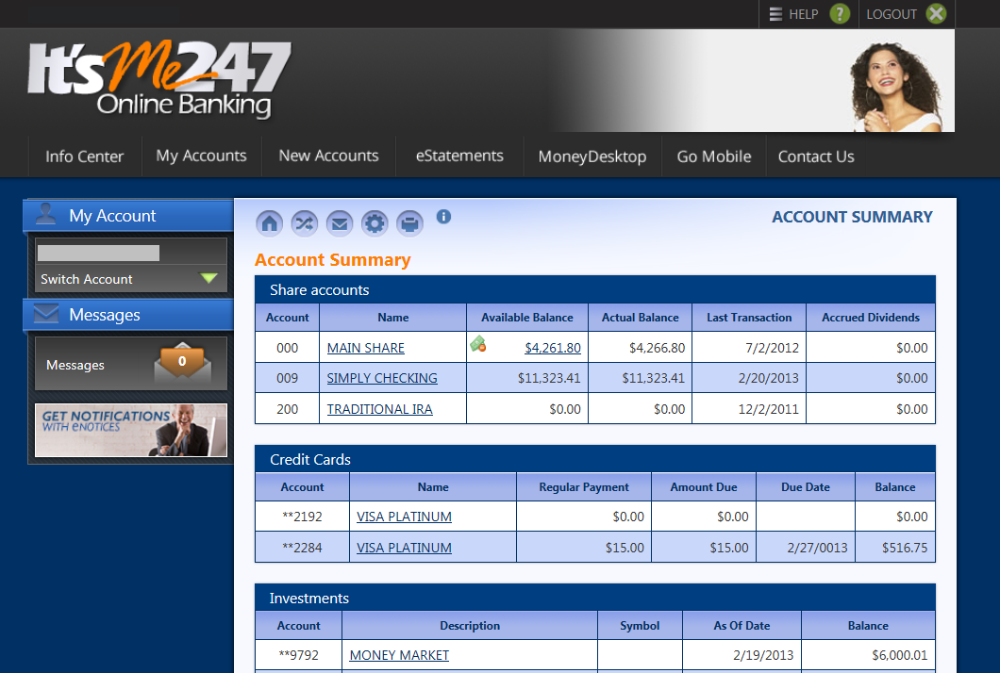 HELP ? LOGOUT
It'sMe247
Online Banking
Info Center My Accounts New Accounts eStatements MoneyDesktop Go Mobile Contact Us
My Account
Switch Account
Messages
Messages 0
GET NOTIFICATIONS
WITH eNOTICES
i ACCOUNT SUMMARY
Account Summary
Share accounts
Account Name Available Balance Actual Balance Last Transaction Accrued Dividends
000 MAIN SHARE $4,261.80 $4,266.80 7/2/2012 $0.00
009 SIMPLY CHECKING $11,323.41 $11,323.41 2/20/2013 $0.00
200 TRADITIONAL IRA $0.00 $0.00 12/2/2011 $0.00
Credit Cards
Account Name Regular Payment Amount Due Due Date Balance
**2192 VISA PLATINUM $0.00 $0.00 $0.00
**2284 VISA PLATINUM $15.00 $15.00 2/27/0013 $516.75
Investments
Account Description Symbol As Of Date Balance
**9792 MONEY MARKET 2/19/2013 $6,000.01